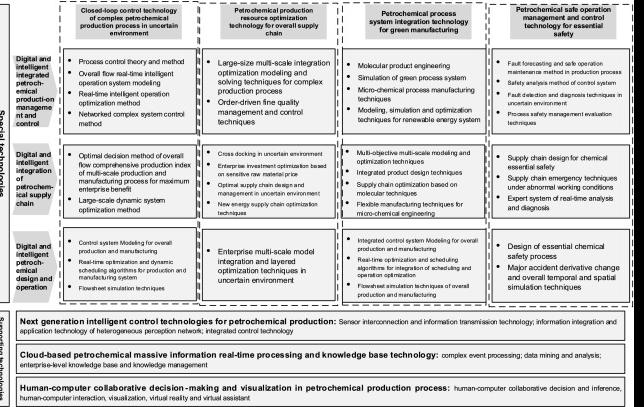 Closed-loop control technology
of complex petrochemical
production process in uncertain
environment
Petrochemical production
resource optimization
technology for overall supply
chain
Petrochemical process
system integration technology
for green manufacturing
Petrochemical safe operation
management and control
technology for essential
safety
Special technologies
Digital and
intelligent
integrated
petroch-
emical
producti-on
manageme
nt and
control
• Process control theory and method
• Overall flow real-time intelligent
operation system modeling
• Real-time intelligent operation
optimization method
• Networked complex system control
method
• Large-size multi-scale integration
optimization modeling and
solving techniques for complex
production process
• Order-driven fine quality
management and control
techniques
• Molecular product engineering
• Simulation of green process system
• Micro-chemical process manufacturing
techniques
• Modeling, simulation and optimization
techniques for renewable energy system
• Fault forecasting and safe operation
maintenance method in production process
• Safety analysis method of control system
• Fault detection and diagnosis techniques in
uncertain environment
• Process safety management evaluation
techniques
Digital and
intelligent
integration
of
petrochem-
ical supply
chain
• Optimal decision method of overall
flow comprehensive production index
of multi-scale production and
manufacturing process for maximum
enterprise benefit
• Large-scale dynamic system
optimization method
• Cross docking in uncertain environment
• Enterprise investment optimization based
on sensitive raw material price
• Optimal supply chain design and
management in uncertain environment
• New energy supply chain optimization
techniques
• Multi-objective multi-scale modeling and
optimization techniques
• Integrated product design techniques
• Supply chain optimization based on
molecular techniques
• Flexible manufacturing techniques for
micro-chemical engineering
• Supply chain design for chemical
essential safety
• Supply chain emergency techniques
under abnormal working conditions
• Expert system of real-time analysis
and diagnosis
Digital and
intelligent
petroch-
emical
design and
operation
• Control system Modeling for overall
production and manufacturing
• Real-time optimization and dynamic
scheduling algorithms for production and
manufacturing system
• Flowsheet simulation techniques
• Enterprise multi-scale model
integration and layered
optimization techniques in
uncertain environment
• Integrated control system Modeling for overall
production and manufacturing
• Real-time optimization and scheduling
algorithms for integration of scheduling and
operation optimization
• Flowsheet simulation techniques of overall
production and manufacturing
• Design of essential chemical
safety process
• Major accident derivative change
and overall temporal and spatial
simulation techniques
Supporting technologies
Next generation intelligent control technologies for petrochemical production: Sensor interconnection and information transmission technology; information integration and
application technology of heterogeneous perception network; integrated control technology
Cloud-based petrochemical massive information real-time processing and knowledge base technology: complex event processing; data mining and analysis;
enterprise-level knowledge base and knowledge management
Human-computer collaborative decision-making and visualization in petrochemical production process: human-computer collaborative decision and inference,
human-computer interaction, visualization, virtual reality and virtual assistant